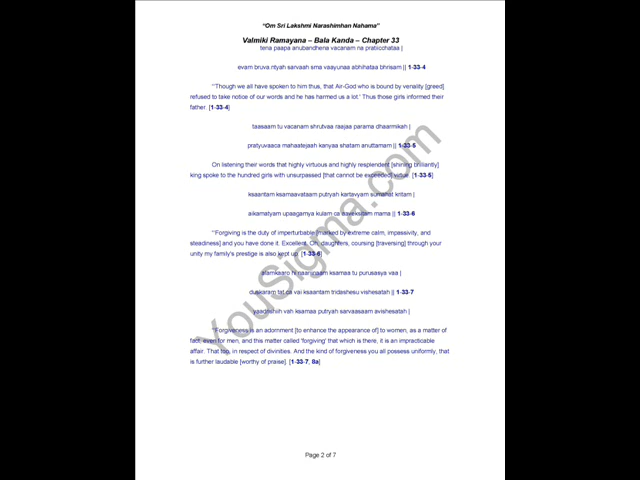 "Om Sri Lakshmi Narashimhan Nahama"
Valmiki Ramayana – Bala Kanda – Chapter 33
tena paapa anubandhena vacanam na pratiicchataa |
evam bruvantyah sarvaah sma vaayunaa abhihataa bhrisam || 1-33-4
"'Though we all have spoken to him thus, that Air-God who is bound by venality [greed]
refused to take notice of our words and he has harmed us a lot.' Thus those girls informed their
father. [1-33-4]
taasaam tu vacanam shrutvaa raajaa parama dhaarmikah |
pratyuvaaca mahaatejaah kanyaa shatam anuttamam || 1-33-5
On listening their words that highly virtuous and highly resplendent [shining brilliantly]
king spoke to the hundred girls with unsurpassed [that cannot be exceeded] virtue. [1-33-5]
ksaantam ksamaavataam putryah kartavyam sumahat kritam |
aikamatyam upaagamya kulam ca aaveksitam mama || 1-33-6
"'Forgiving is the duty of imperturbable [marked by extreme calm, impassivity, and
steadiness] and you have done it. Excellent. Oh, daughters, coursing [traversing] through your
unity my family's prestige is also kept up. [1-33-6]
alamkaaro hi naariinaam ksamaa tu purusasya vaa |
duskaram tat ca vai ksaantam tridashesu vishesatah || 1-33-7
yaadrishiih vah ksamaa putryah sarvaasaam avishesatah |
"'Forgiveness is an adornment [to enhance the appearance of] to women, as a matter of
fact, even for men, and this matter called 'forgiving' that which is there, it is an impracticable
affair. That too, in respect of divinities. And the kind of forgiveness you all possess uniformly, that
is further laudable [worthy of praise]. [1-33-7, 8a]
YouSigma.com
Page 2 of 7